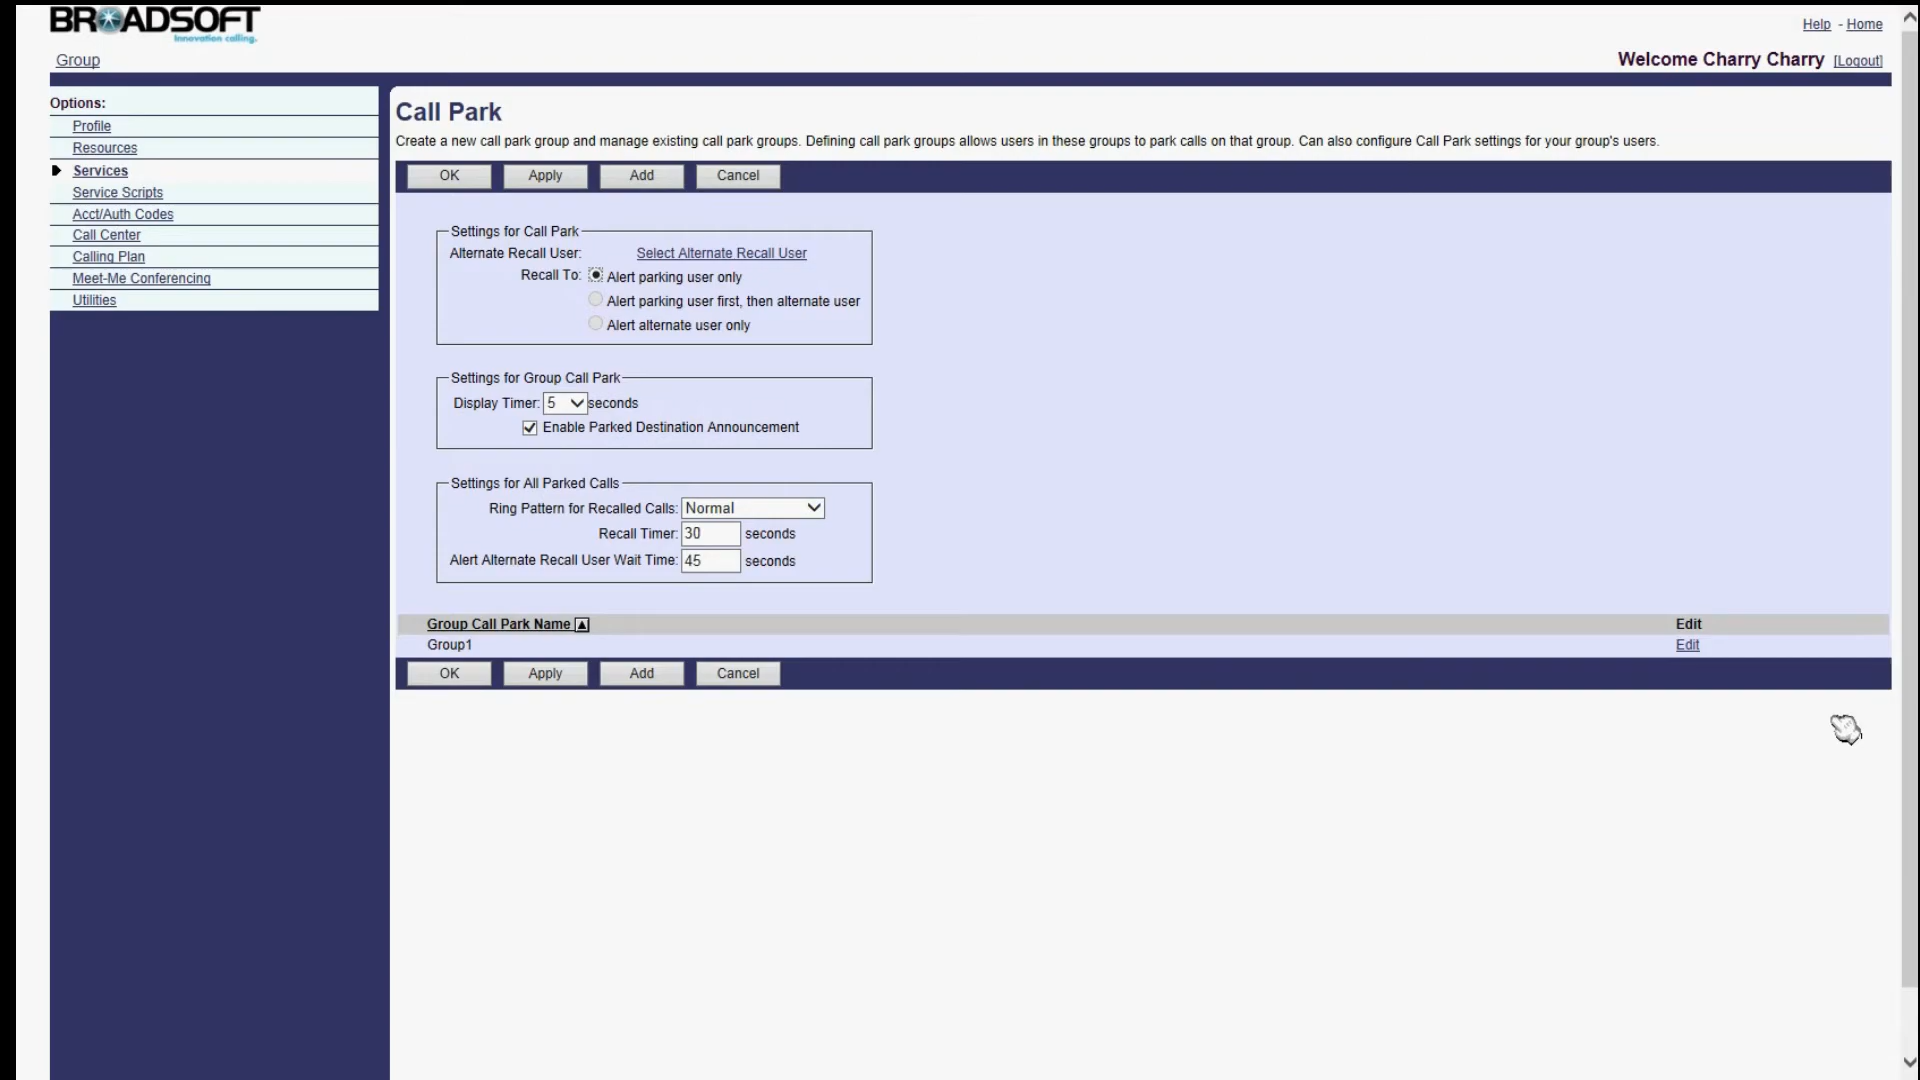 BROADSOFT
Innovation calling.
Help - Home
Group
Welcome Charry Charry [Logout]
Options:
Profile
Resources
Services
Service Scripts
Acct/Auth Codes
Call Center
Calling Plan
Meet-Me Conferencing
Utilities
Call Park
Create a new call park group and manage existing call park groups. Defining call park groups allows users in these groups to park calls on that group. Can also configure Call Park settings for your group's users.
OK Apply Add Cancel
Settings for Call Park
Alternate Recall User: Select Alternate Recall User
Recall To: Alert parking user only
Alert parking user first, then alternate user
Alert alternate user only
Settings for Group Call Park
Display Timer: 5 seconds
Enable Parked Destination Announcement
Settings for All Parked Calls
Ring Pattern for Recalled Calls: Normal
Recall Timer: 30 seconds
Alert Alternate Recall User Wait Time: 45 seconds
Group Call Park Name Edit
Group1 Edit
OK Apply Add Cancel